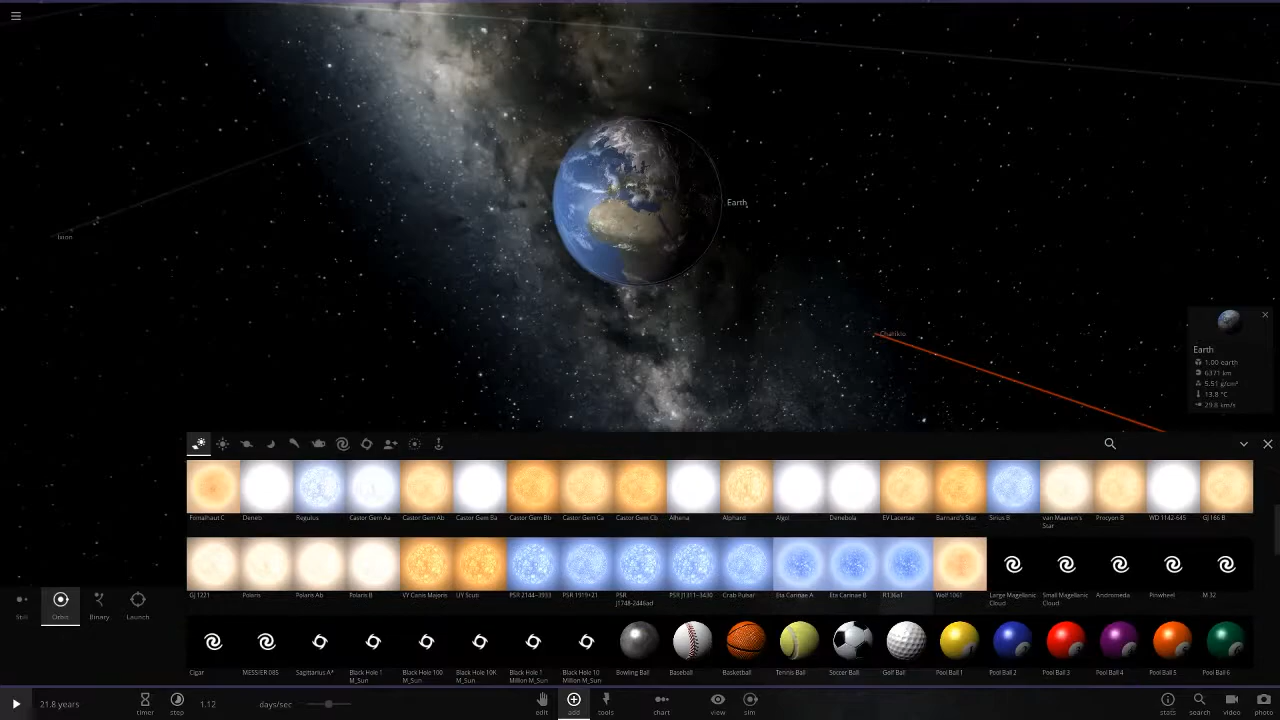 Earth
Ixion
Chariklo
Earth
1.00 earth
6371 km
5.51 g/cm³
13.8 °C
29.8 km/s
Fomalhaut C
Deneb
Regulus
Castor Gem Aa
Castor Gem Ab
Castor Gem Ba
Castor Gem Bb
Castor Gem Ca
Castor Gem Cb
Alhena
Alphard
Algol
Denebola
EV Lacertae
Barnard's Star
Sirius B
van Maanen's
Star
Procyon B
WD 1142-645
GJ 166 B
GJ 1221
Polaris
Polaris Ab
Polaris B
VY Canis Majoris
UY Scuti
PSR 2144-3933
PSR 1919+21
PSR
J1748-2446ad
PSR J1311-3430
Crab Pulsar
Eta Carinae A
Eta Carinae B
R136a1
Wolf 1061
Large Magellanic
Cloud
Small Magellanic
Cloud
Andromeda
Pinwheel
M 32
Still
Orbit
Binary
Launch
Cigar
MESSIER 085
Sagittarius A*
Black Hole 1
M_Sun
Black Hole 100
M_Sun
Black Hole 10K
M_Sun
Black Hole 1
Million M_Sun
Black Hole 10
Million M_Sun
Bowling Ball
Baseball
Basketball
Tennis Ball
Soccer Ball
Golf Ball
Pool Ball 1
Pool Ball 2
Pool Ball 3
Pool Ball 4
Pool Ball 5
Pool Ball 6
21.8 years
timer
step
1.12
days/sec
edit
add
tools
chart
view
sim
stats
search
video
photo